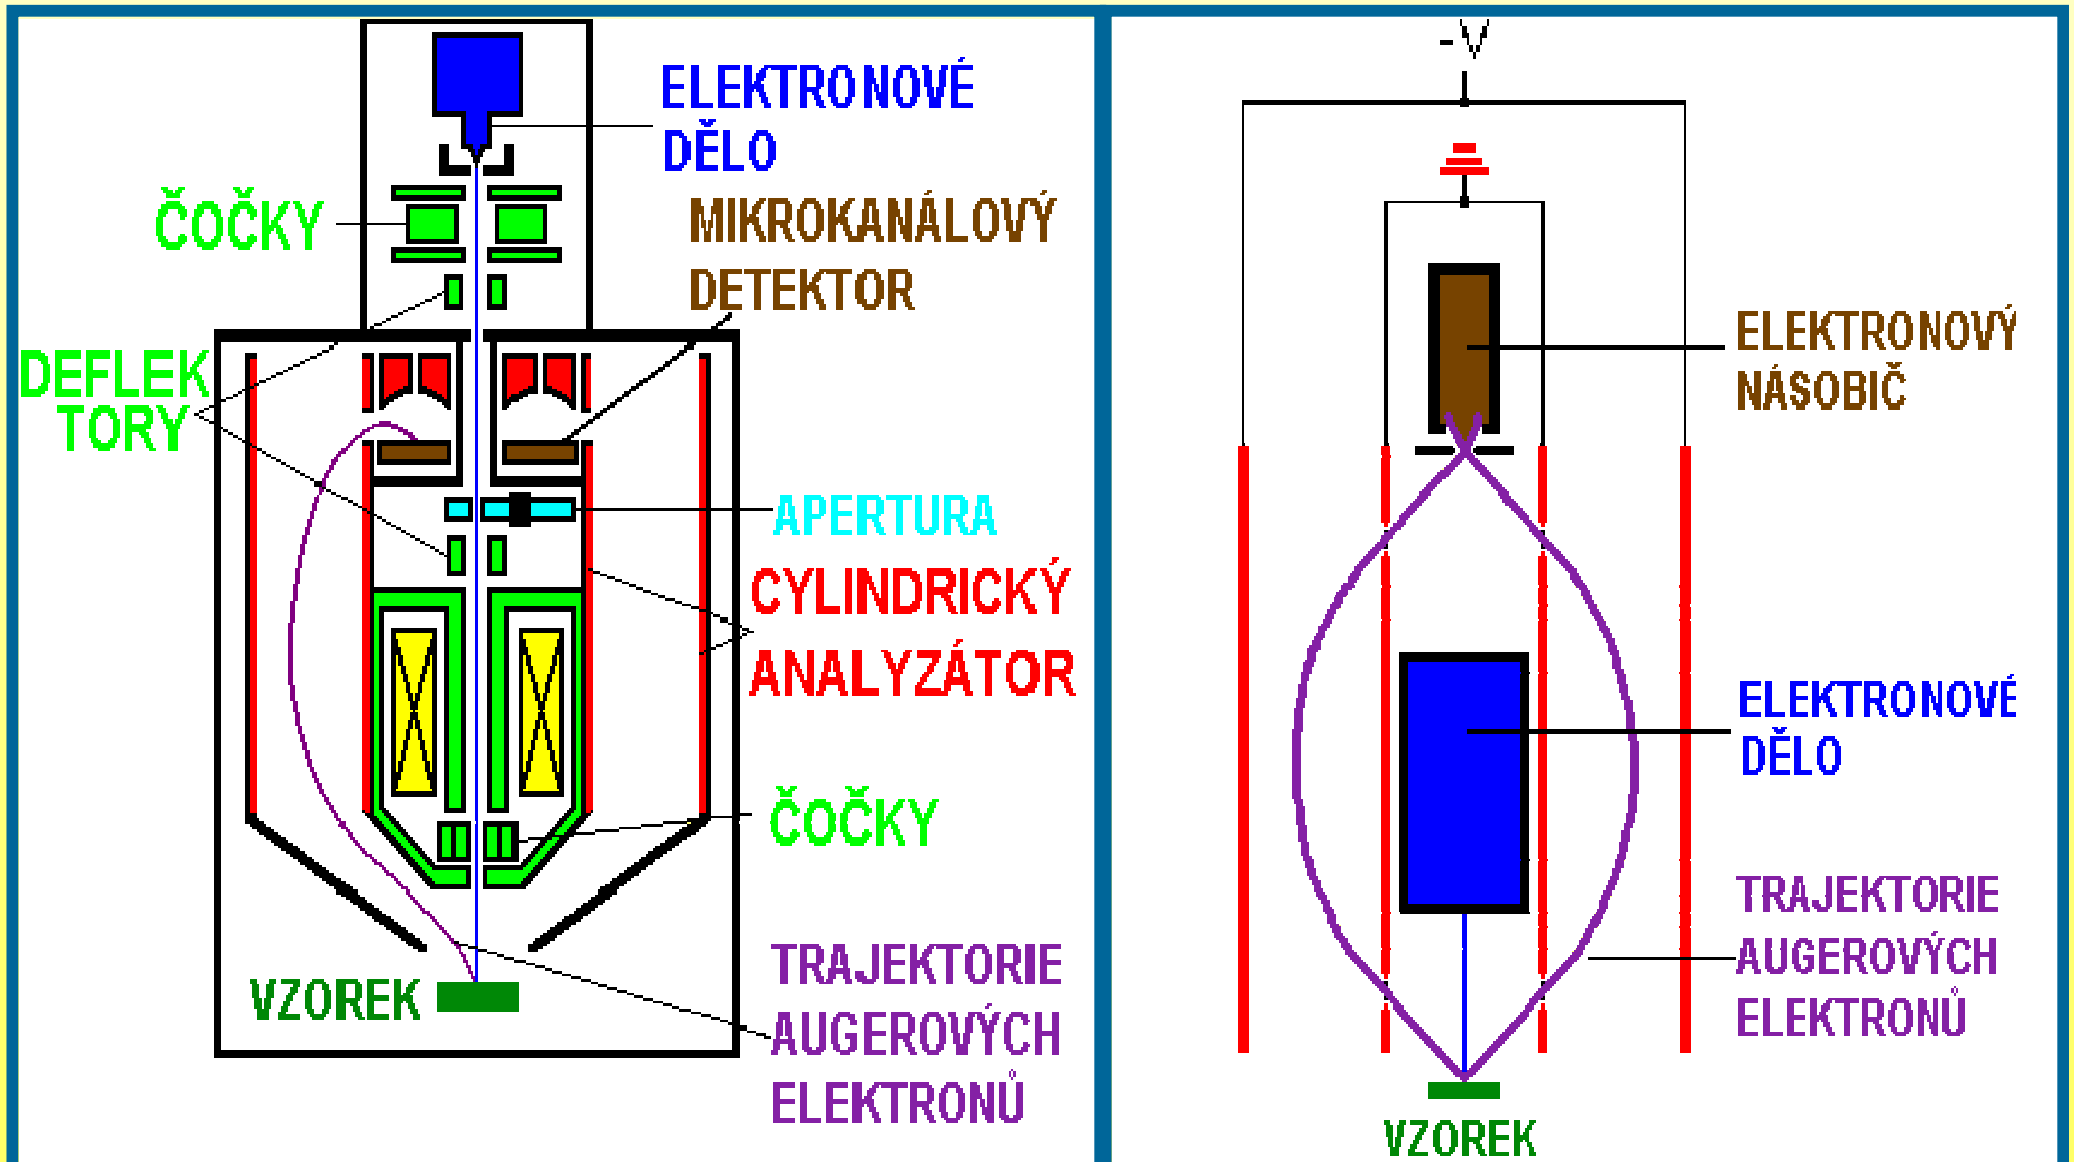 ELEKTRONOVÉ
DĚLO
ČOČKY
MIKROKANÁLOVÝ
DETEKTOR
DEFLEK
TORY
APERTURA
CYLINDRICKÝ
ANALYZÁTOR
ČOČKY
TRAJEKTORIE
AUGEROVÝCH
ELEKTRONŮ
VZOREK
-V
ELEKTRONOVÝ
NÁSOBIČ
ELEKTRONOVÉ
DĚLO
TRAJEKTORIE
AUGEROVÝCH
ELEKTRONŮ
VZOREK